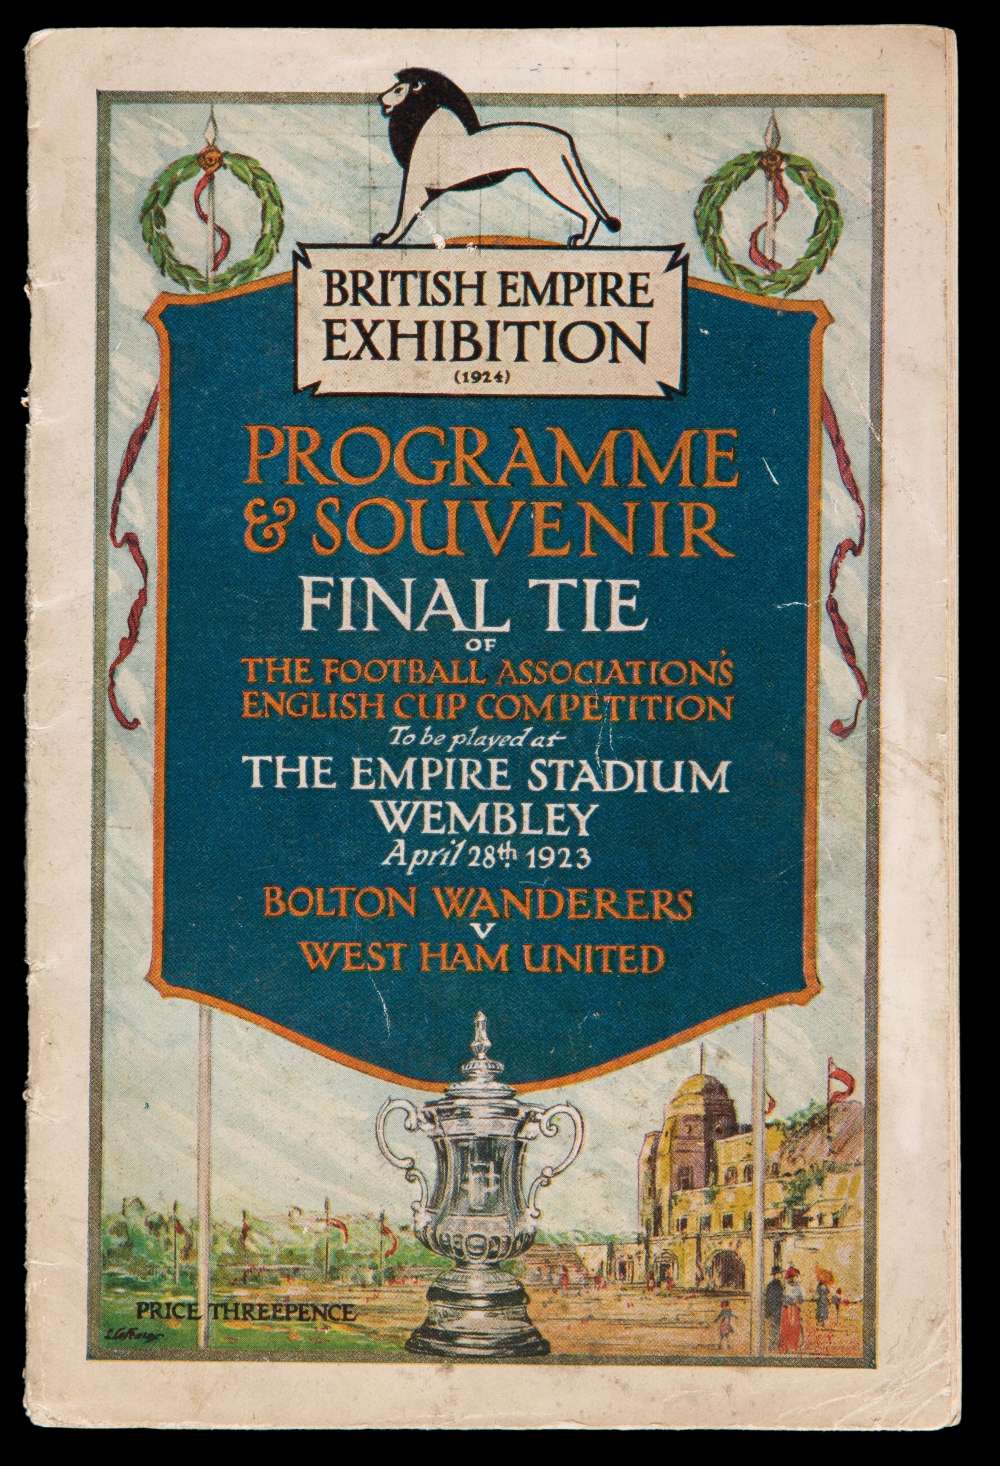 BRITISH EMPIRE
EXHIBITION
(1924)
PROGRAMME
& SOUVENIR
FINAL TIE
OF
THE FOOTBALL ASSOCIATION'S
ENGLISH CUP COMPETITION
To be played at
THE EMPIRE STADIUM
WEMBLEY
April 28th 1923
BOLTON WANDERERS
V
WEST HAM UNITED
PRICE THREEPENCE